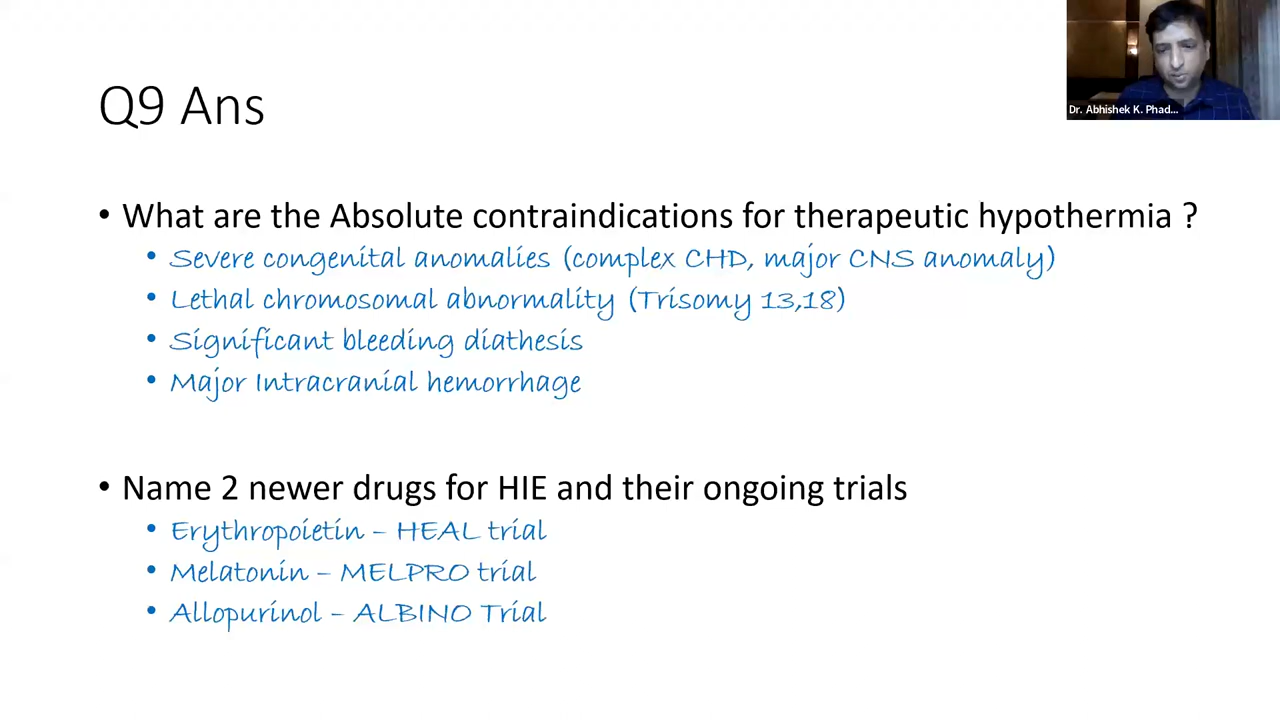 Dr. Abhishek K. Phad...
Q9 Ans
• What are the Absolute contraindications for therapeutic hypothermia ?
• Severe congenital anomalies (complex CHD, major CNS anomaly)
• Lethal chromosomal abnormality (Trisomy 13,18)
• Significant bleeding diathesis
• Major Intracranial hemorrhage
• Name 2 newer drugs for HIE and their ongoing trials
• Erythropoietin – HEAL trial
• Melatonin – MELPRO trial
• Allopurinol – ALBINO Trial